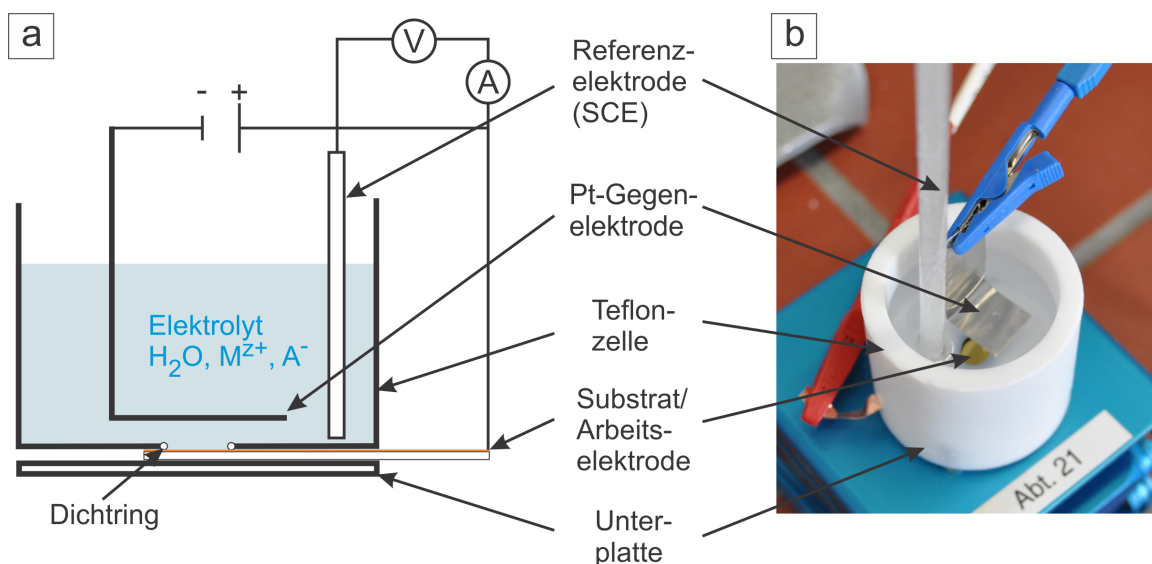 a
b
V
A
- +
Referenz-
elektrode
(SCE)
Pt-Gegen-
elektrode
Elektrolyt
H₂O, Mᶻ⁺, A⁻
Teflon-
zelle
Substrat/
Arbeits-
elektrode
Dichtring
Unter-
platte
Abt. 21